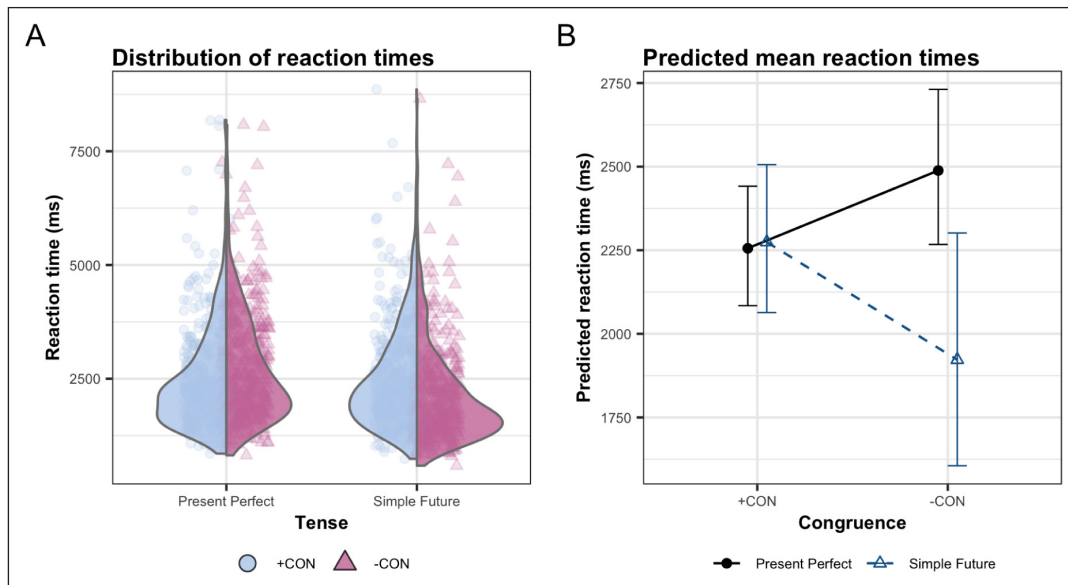 A
Distribution of reaction times
Reaction time (ms)
7500
5000
2500
Present Perfect Simple Future
Tense
+CON -CON
B
Predicted mean reaction times
Predicted reaction time (ms)
2750
2500
2250
2000
1750
+CON -CON
Congruence
Present Perfect Simple Future